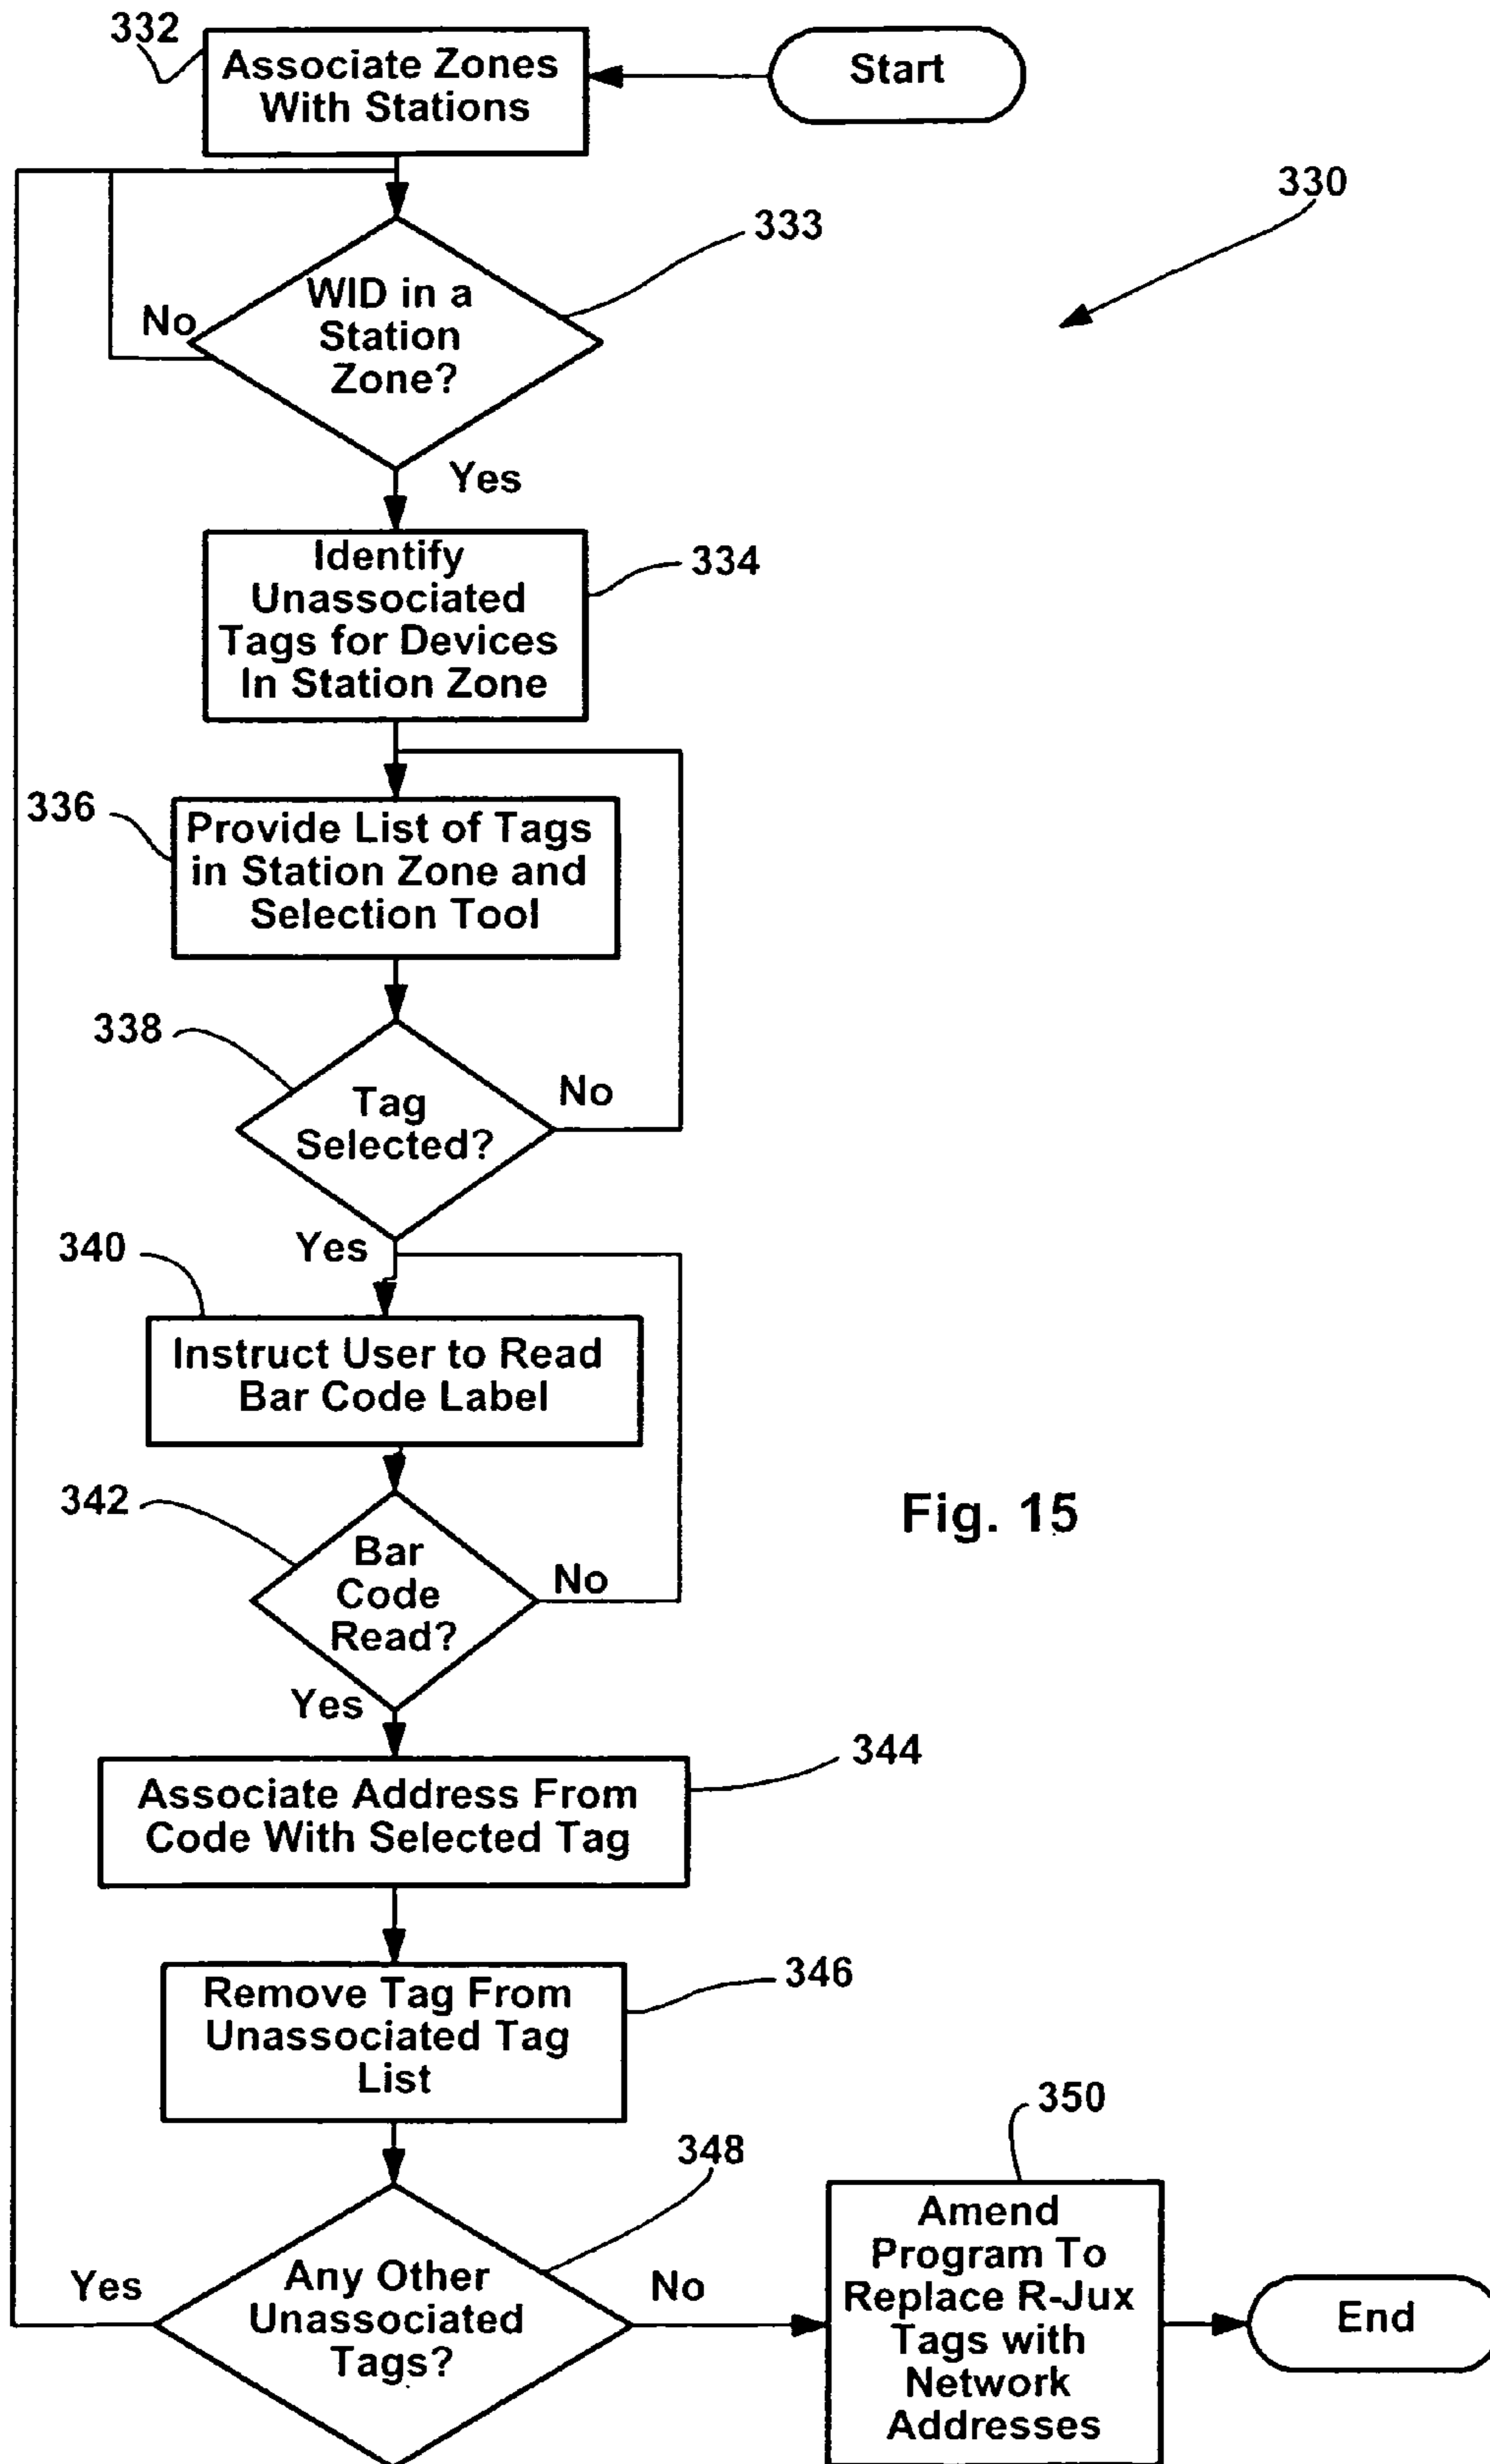 332
Associate Zones
With Stations
Start
330
333
WID in a
Station
Zone?
No
Yes
Identify
Unassociated
Tags for Devices
In Station Zone
334
336
Provide List of Tags
in Station Zone and
Selection Tool
338
Tag
Selected?
No
Yes
340
Instruct User to Read
Bar Code Label
342
Bar
Code
Read?
No
Fig. 15
Yes
344
Associate Address From
Code With Selected Tag
346
Remove Tag From
Unassociated Tag
List
348
350
Yes
Any Other
Unassociated
Tags?
No
Amend
Program To
Replace R-Jux
Tags with
Network
Addresses
End